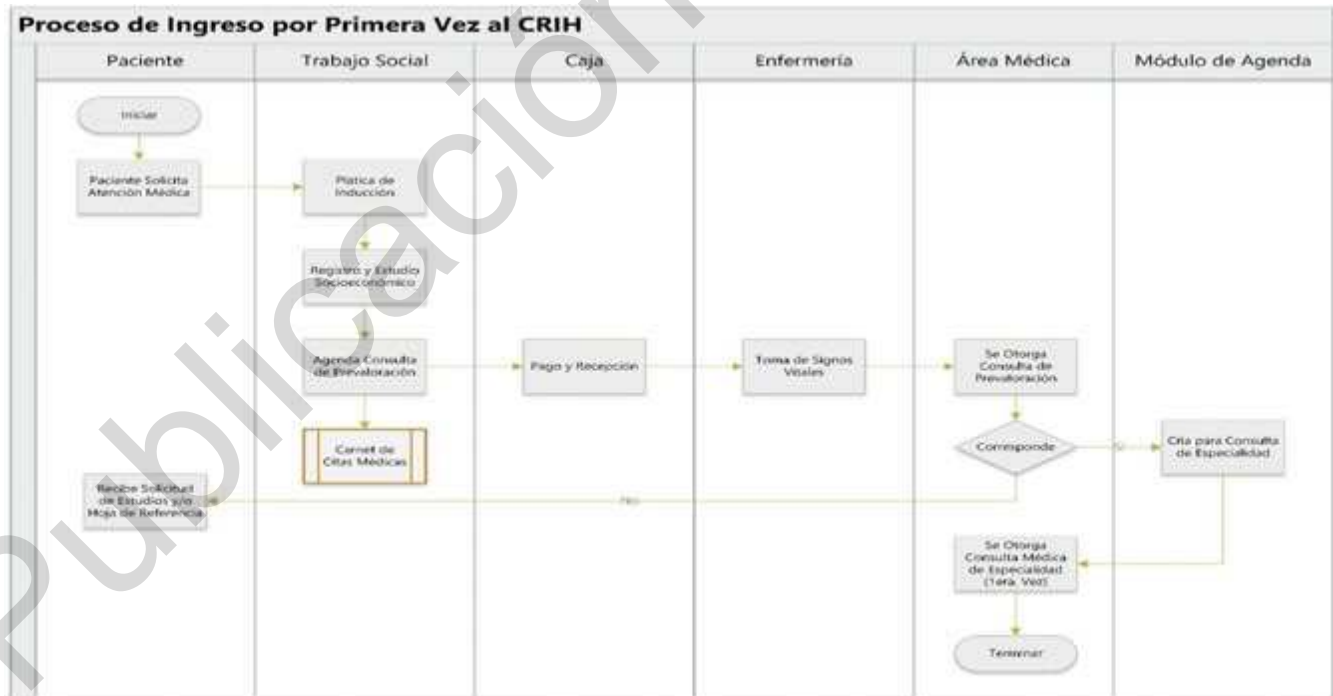 Proceso de Ingreso por Primera Vez al CRIH
Paciente
Trabajo Social
Caja
Enfermería
Área Médica
Módulo de Agenda
Iniciar
Paciente Solicita
Atención Médica
Platica de
Inducción
Registro y Estudio
Socioeconómico
Agenda Consulta
de Prevaloración
Pago y Recepción
Toma de Signos
Vitales
Se Otorga
Consulta de
Prevaloración
Carnet de
Citas Médicas
Corresponde
Si
Cita para Consulta
de Especialidad
Recibe Solicitud
de Estudios y/o
Hoja de Referencia
No
Se Otorga
Consulta Médica
de Especialidad
(1era. Vez)
Terminar
Publicación